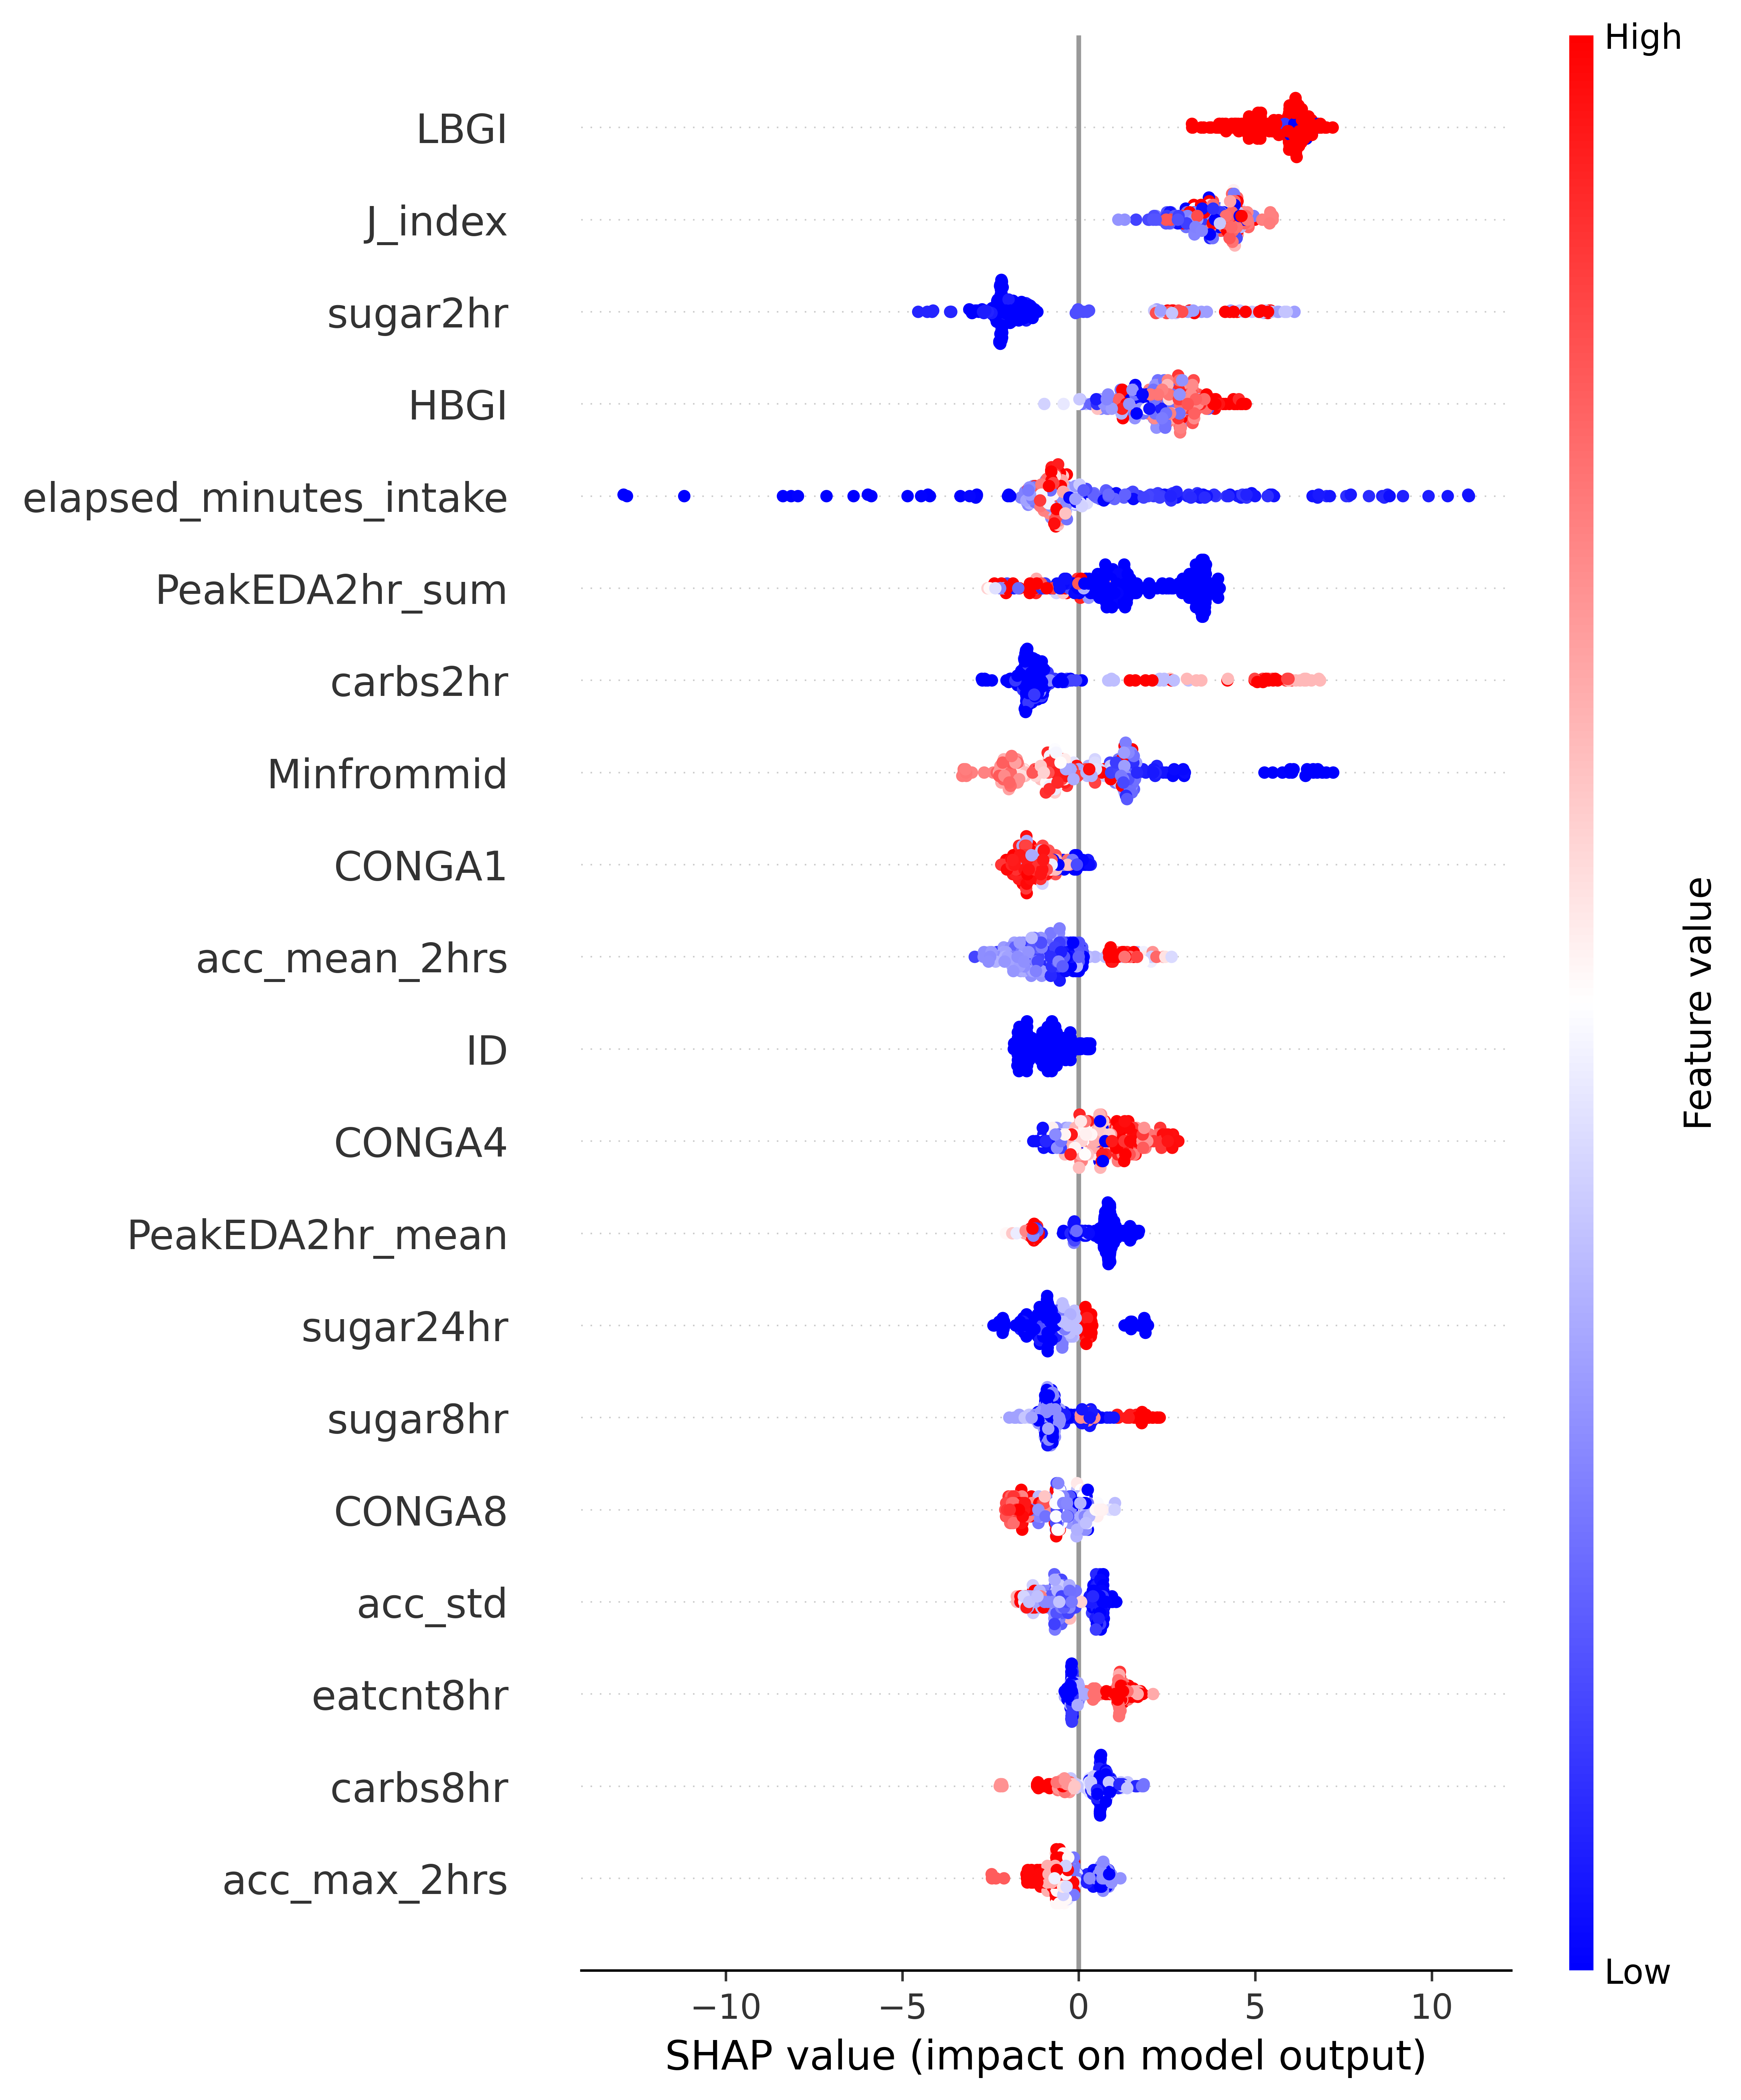 High
LBGI
J_index
sugar2hr
HBGI
elapsed_minutes_intake
PeakEDA2hr_sum
carbs2hr
Minfrommid
CONGA1
acc_mean_2hrs
ID
CONGA4
PeakEDA2hr_mean
sugar24hr
sugar8hr
CONGA8
acc_std
eatcnt8hr
carbs8hr
acc_max_2hrs
Feature value
Low
−10 −5 0 5 10
SHAP value (impact on model output)